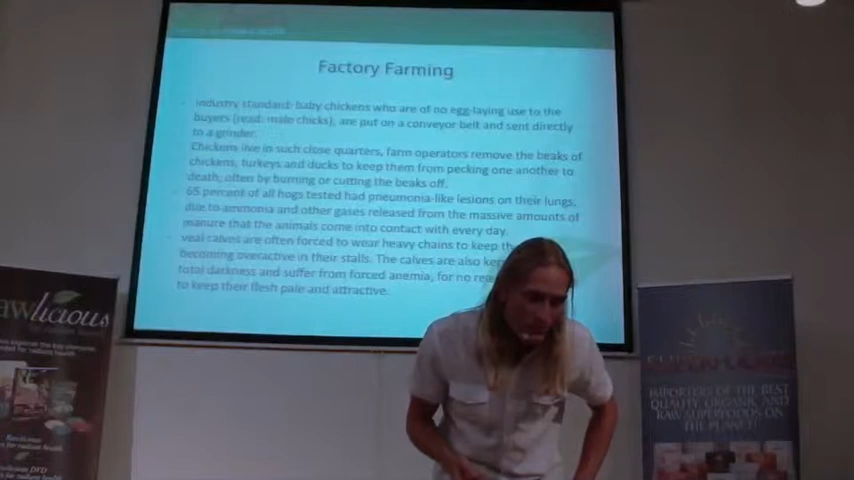 Factory Farming
Industry standard: baby chickens who are of no egg-laying use to the
buyers (read: male chicks), are put on a conveyor belt and sent directly
to a grinder.
Chickens live in such close quarters, farm operators remove the beaks of
chickens, turkeys and ducks to keep them from pecking one another to
death; often by burning or cutting the beaks off.
65 percent of all hogs tested had pneumonia-like lesions on their lungs,
due to ammonia and other gases released from the massive amounts of
manure that the animals come into contact with every day.
Veal calves are often forced to wear heavy chains to keep
becoming overactive in their stalls. The calves are also
total darkness and suffer from forced anemia, for no
to keep their flesh pale and attractive.
awlicious
IMPORTERS OF THE BEST
QUALITY, ORGANIC AND
RAW SUPERFOODS ON
THE PLANET!